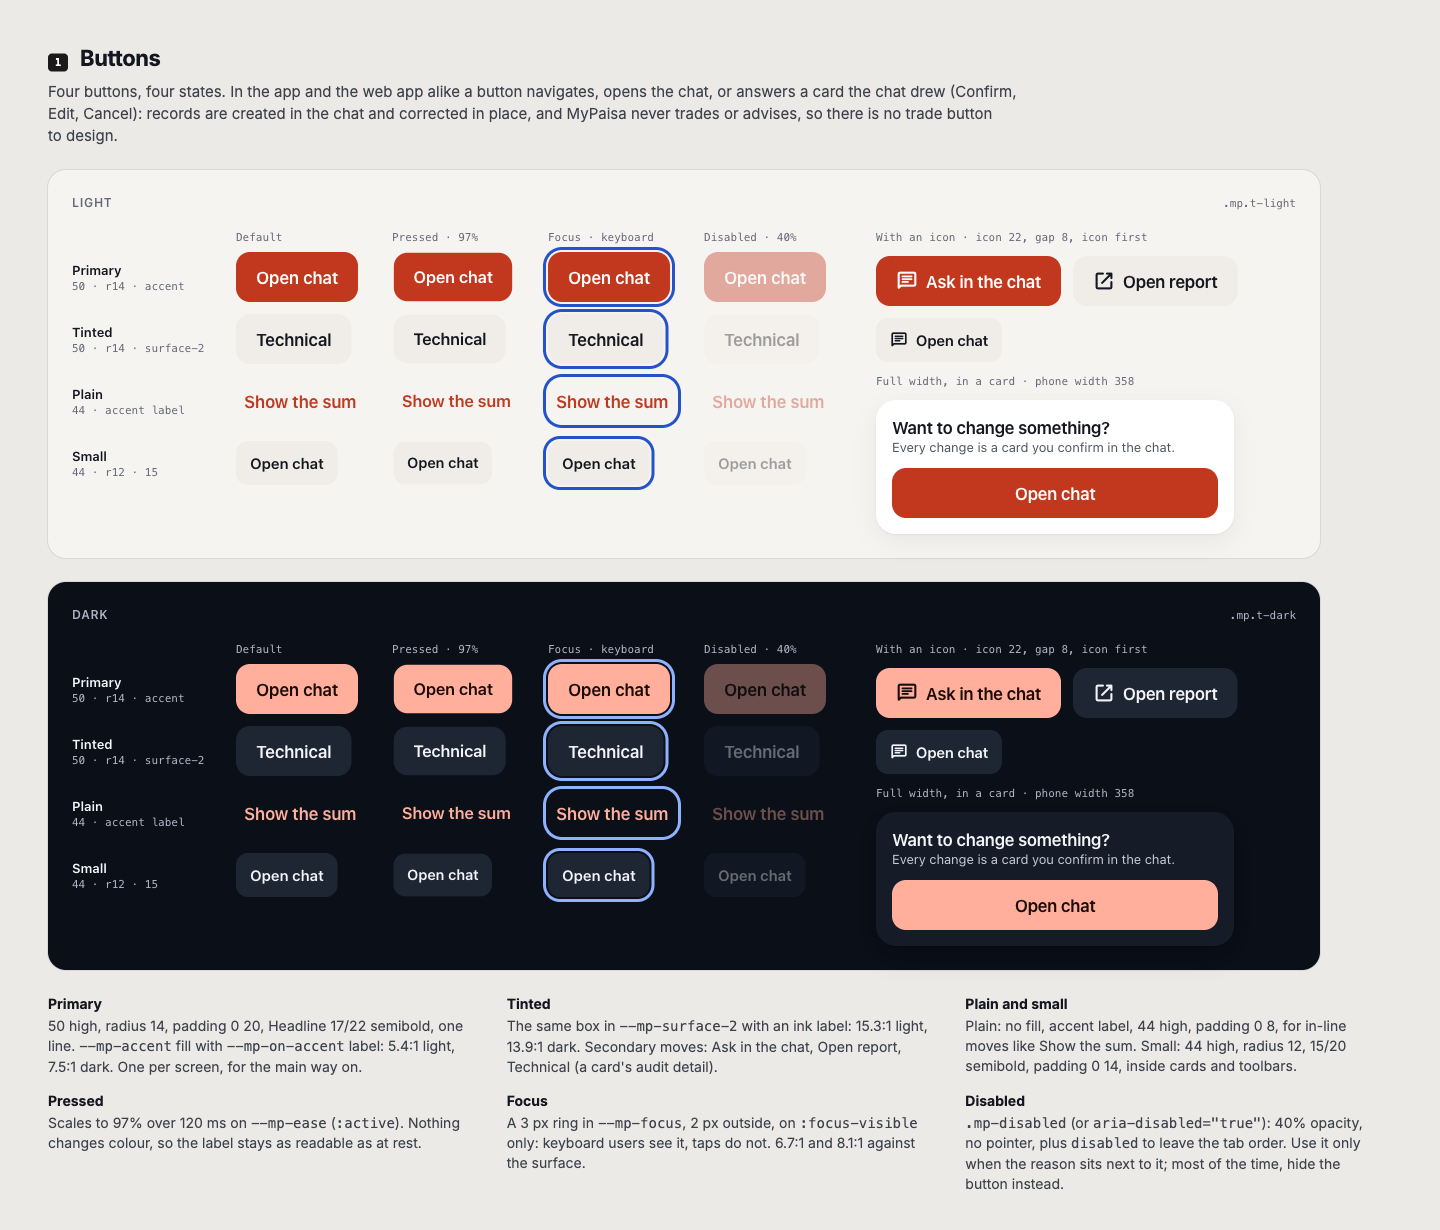 1 Buttons
Four buttons, four states. In the app and the web app alike a button navigates, opens the chat, or answers a card the chat drew (Confirm,
Edit, Cancel): records are created in the chat and corrected in place, and MyPaisa never trades or advises, so there is no trade button
to design.
LIGHT
.mp.t-light
Default
Pressed · 97%
Focus · keyboard
Disabled · 40%
Primary
50 · r14 · accent
Open chat
Open chat
Open chat
Open chat
Tinted
50 · r14 · surface-2
Technical
Technical
Technical
Technical
Plain
44 · accent label
Show the sum
Show the sum
Show the sum
Show the sum
Small
44 · r12 · 15
Open chat
Open chat
Open chat
Open chat
With an icon · icon 22, gap 8, icon first
Ask in the chat
Open report
Open chat
Full width, in a card · phone width 358
Want to change something?
Every change is a card you confirm in the chat.
Open chat
DARK
.mp.t-dark
Default
Pressed · 97%
Focus · keyboard
Disabled · 40%
Primary
50 · r14 · accent
Open chat
Open chat
Open chat
Open chat
Tinted
50 · r14 · surface-2
Technical
Technical
Technical
Technical
Plain
44 · accent label
Show the sum
Show the sum
Show the sum
Show the sum
Small
44 · r12 · 15
Open chat
Open chat
Open chat
Open chat
With an icon · icon 22, gap 8, icon first
Ask in the chat
Open report
Open chat
Full width, in a card · phone width 358
Want to change something?
Every change is a card you confirm in the chat.
Open chat
Primary
50 high, radius 14, padding 0 20, Headline 17/22 semibold, one
line. --mp-accent fill with --mp-on-accent label: 5.4:1 light,
7.5:1 dark. One per screen, for the main way on.
Tinted
The same box in --mp-surface-2 with an ink label: 15.3:1 light,
13.9:1 dark. Secondary moves: Ask in the chat, Open report,
Technical (a card's audit detail).
Plain and small
Plain: no fill, accent label, 44 high, padding 0 8, for in-line
moves like Show the sum. Small: 44 high, radius 12, 15/20
semibold, padding 0 14, inside cards and toolbars.
Pressed
Scales to 97% over 120 ms on --mp-ease (:active). Nothing
changes colour, so the label stays as readable as at rest.
Focus
A 3 px ring in --mp-focus, 2 px outside, on :focus-visible
only: keyboard users see it, taps do not. 6.7:1 and 8.1:1 against
the surface.
Disabled
.mp-disabled (or aria-disabled="true"): 40% opacity,
no pointer, plus disabled to leave the tab order. Use it only
when the reason sits next to it; most of the time, hide the
button instead.